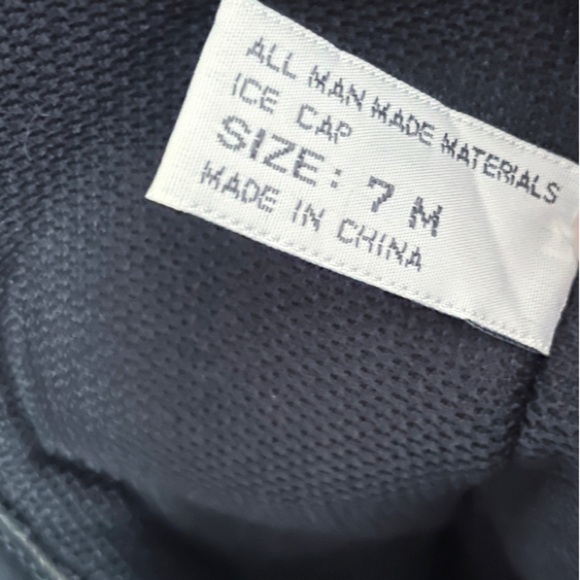 ALL MAN MADE MATERIALS
ICE CAP
SIZE: 7 M
MADE IN CHINA